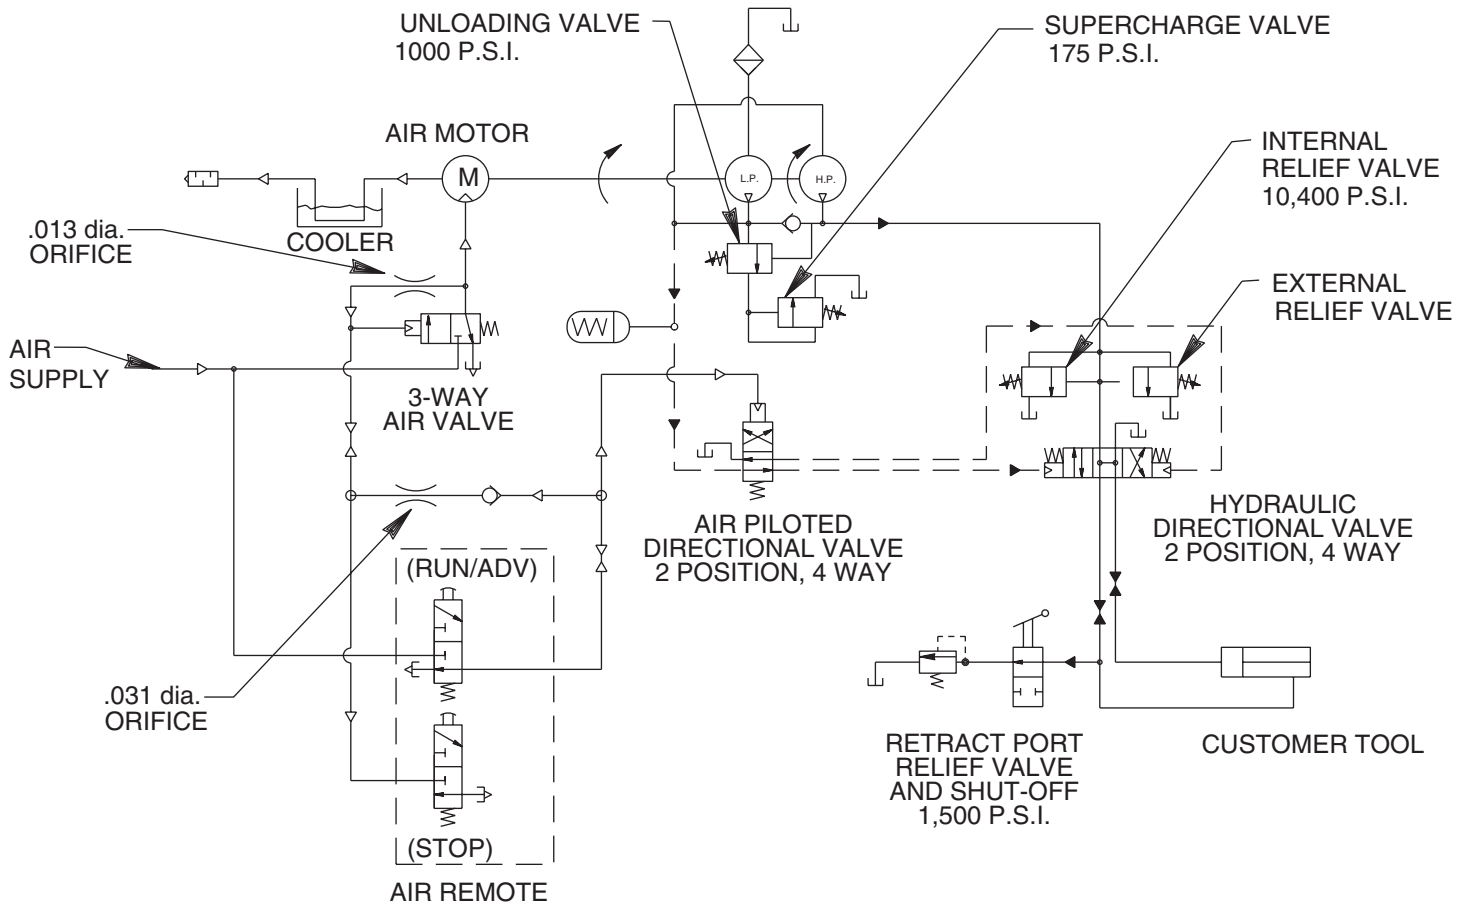 UNLOADING VALVE
1000 P.S.I.
SUPERCHARGE VALVE
175 P.S.I.
AIR MOTOR
M
L.P.
H.P.
INTERNAL
RELIEF VALVE
10,400 P.S.I.
.013 dia.
ORIFICE
COOLER
EXTERNAL
RELIEF VALVE
AIR
SUPPLY
3-WAY
AIR VALVE
AIR PILOTED
DIRECTIONAL VALVE
2 POSITION, 4 WAY
HYDRAULIC
DIRECTIONAL VALVE
2 POSITION, 4 WAY
(RUN/ADV)
.031 dia.
ORIFICE
(STOP)
AIR REMOTE
RETRACT PORT
RELIEF VALVE
AND SHUT-OFF
1,500 P.S.I.
CUSTOMER TOOL